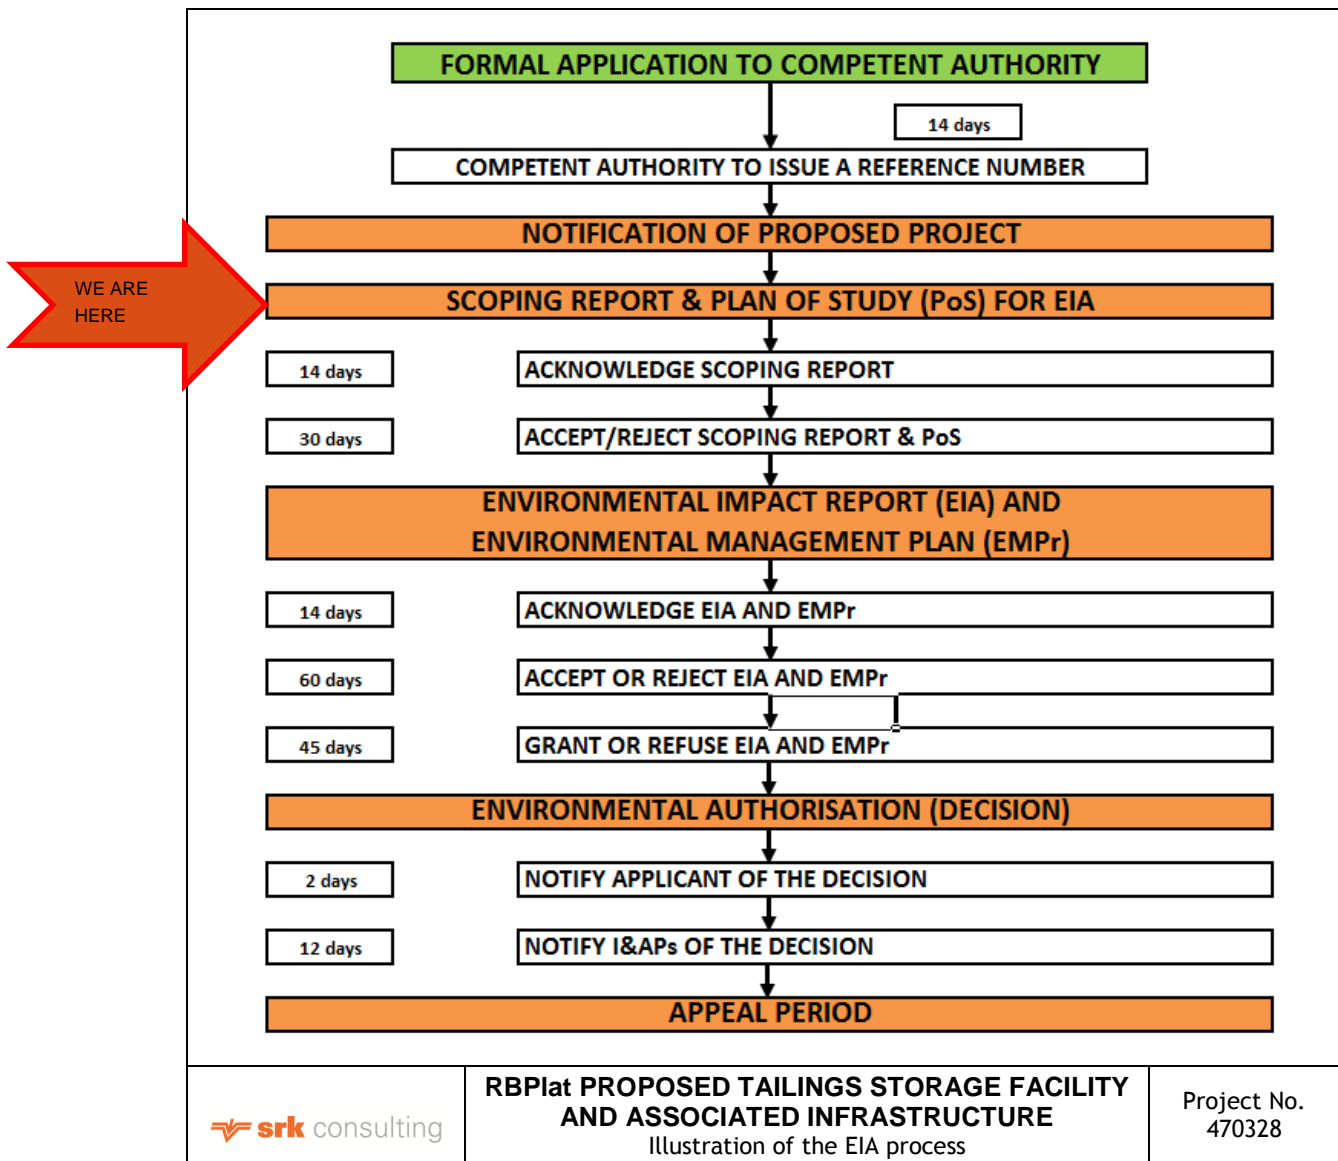 FORMAL APPLICATION TO COMPETENT AUTHORITY
14 days
COMPETENT AUTHORITY TO ISSUE A REFERENCE NUMBER
NOTIFICATION OF PROPOSED PROJECT
WE ARE
HERE
SCOPING REPORT & PLAN OF STUDY (PoS) FOR EIA
14 days
ACKNOWLEDGE SCOPING REPORT
30 days
ACCEPT/REJECT SCOPING REPORT & PoS
ENVIRONMENTAL IMPACT REPORT (EIA) AND
ENVIRONMENTAL MANAGEMENT PLAN (EMPr)
14 days
ACKNOWLEDGE EIA AND EMPr
60 days
ACCEPT OR REJECT EIA AND EMPr
45 days
GRANT OR REFUSE EIA AND EMPr
ENVIRONMENTAL AUTHORISATION (DECISION)
2 days
NOTIFY APPLICANT OF THE DECISION
12 days
NOTIFY I&APs OF THE DECISION
APPEAL PERIOD
srk consulting
RBPlat PROPOSED TAILINGS STORAGE FACILITY
AND ASSOCIATED INFRASTRUCTURE
Illustration of the EIA process
Project No.
470328